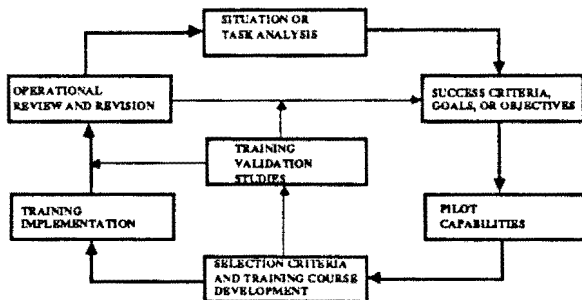 SITUATION OR
TASK ANALYSIS
OPERATIONAL
REVIEW AND REVISION
SUCCESS CRITERIA,
GOALS, OR OBJECTIVES
TRAINING
VALIDATION
STUDIES
TRAINING
IMPLEMENTATION
PILOT
CAPABILITIES
SELECTION CRITERIA
AND TRAINING COURSE
DEVELOPMENT